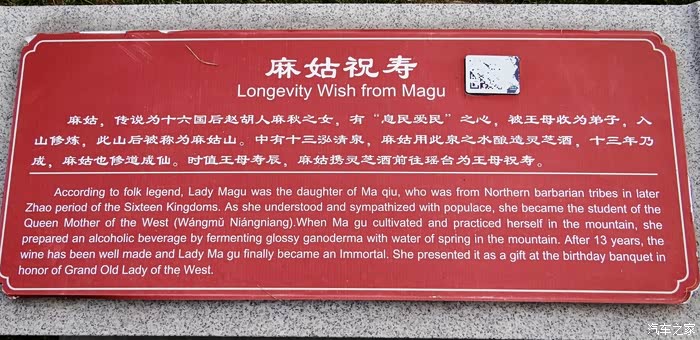 麻姑祝寿
Longevity Wish from Magu
麻姑，传说为十六国后赵胡人麻秋之女，有“息民爱民”之心，被王母收为弟子，入
山修炼，此山后被称为麻姑山。中有十三泓清泉，麻姑用此泉之水酿造灵芝酒，十三年乃
成，麻姑也修道成仙。时值王母寿辰，麻姑携灵芝酒前往瑶台为王母祝寿。
According to folk legend, Lady Magu was the daughter of Ma qiu, who was from Northern barbarian tribes in later
Zhao period of the Sixteen Kingdoms. As she understood and sympathized with populace, she became the student of the
Queen Mother of the West (Wángmǔ Niángniang).When Ma gu cultivated and practiced herself in the mountain, she
prepared an alcoholic beverage by fermenting glossy ganoderma with water of spring in the mountain. After 13 years, the
wine has been well made and Lady Ma gu finally became an Immortal. She presented it as a gift at the birthday banquet in
honor of Grand Old Lady of the West.
汽车之家